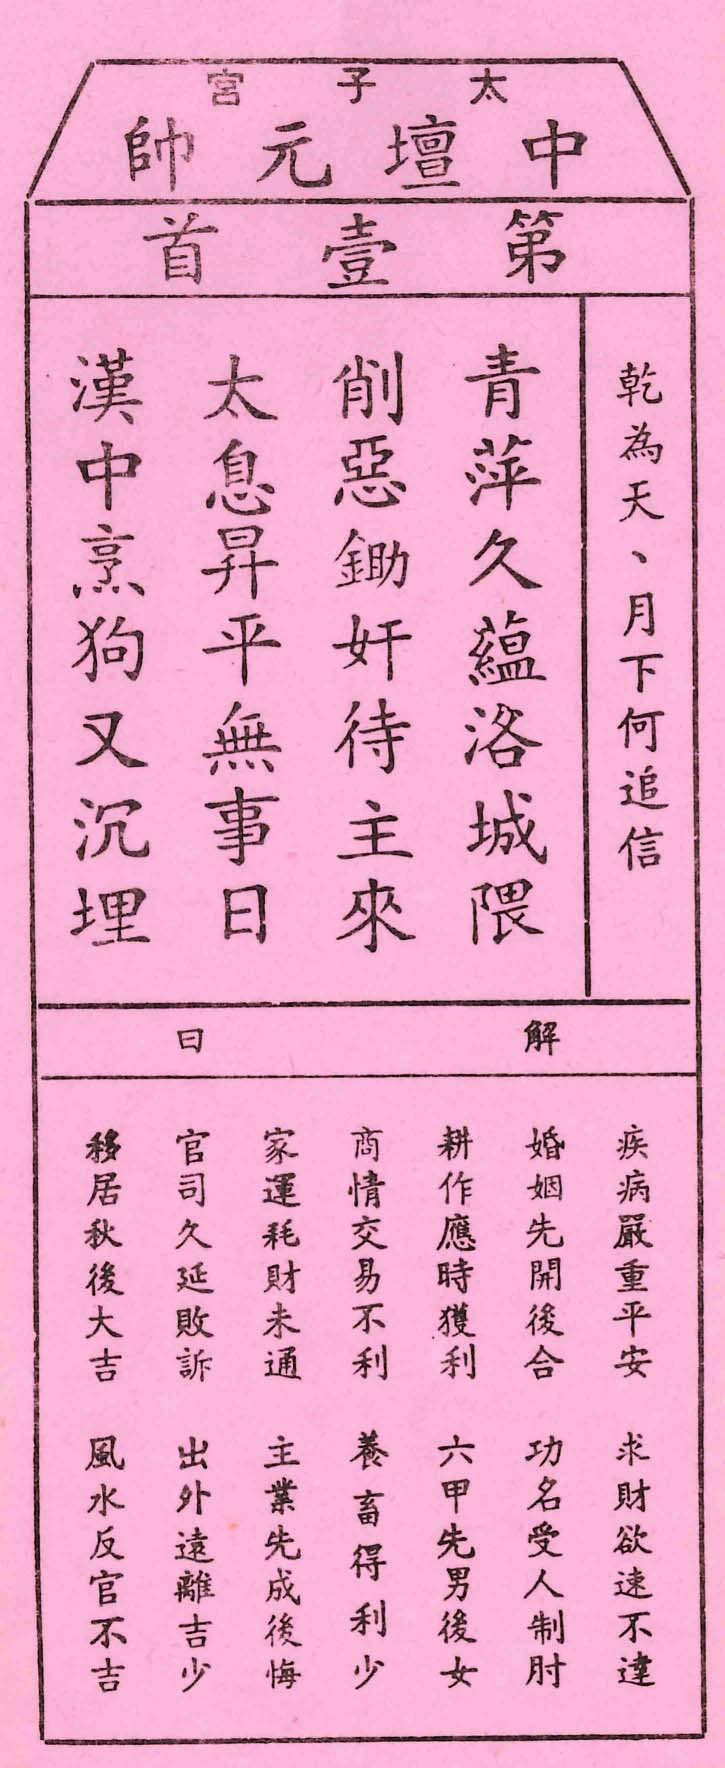 太子宮
中壇元帥
第壹首
乾為天、月下何追信
青萍久蘊洛城隈
削惡鋤奸待主來
太息昇平無事日
漢中烹狗又沉埋
解曰
疾病嚴重平安 求財欲速不達
婚姻先開後合 功名受人制肘
耕作應時獲利 六甲先男後女
商情交易不利 養畜得利少
家運耗財未通 主業先成後悔
官司久延敗訴 出外遠離吉少
移居秋後大吉 風水反官不吉